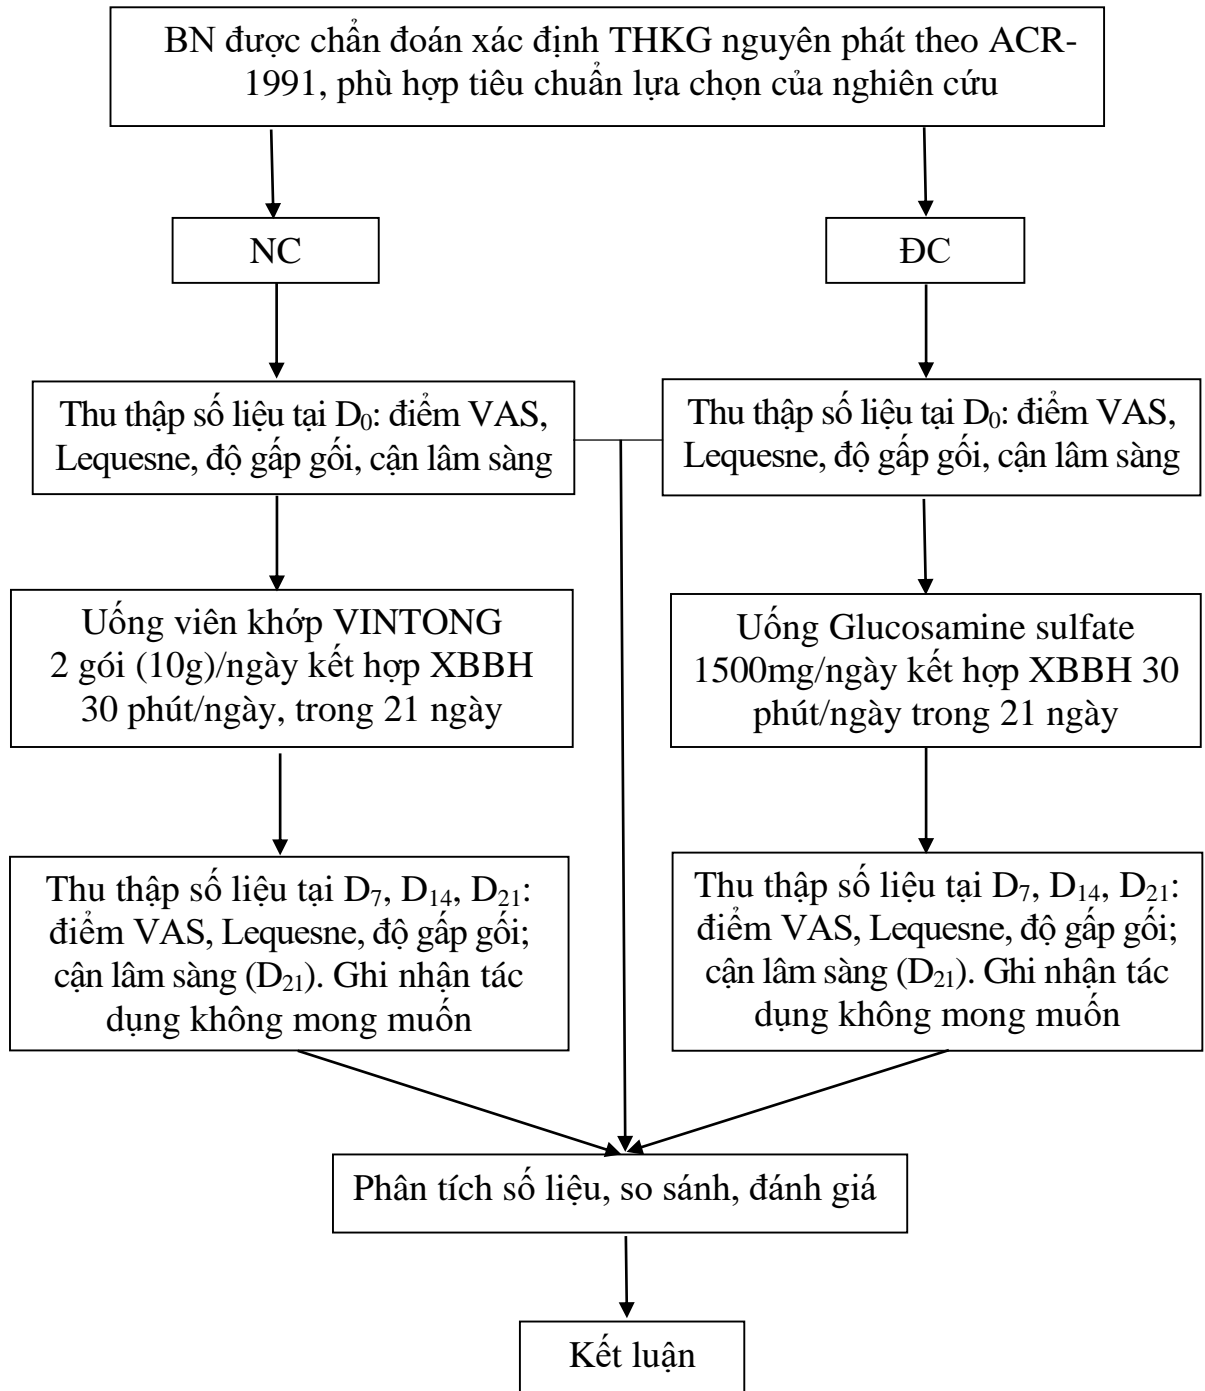 BN được chẩn đoán xác định THKG nguyên phát theo ACR-
1991, phù hợp tiêu chuẩn lựa chọn của nghiên cứu
NC
ĐC
Thu thập số liệu tại D₀: điểm VAS,
Lequesne, độ gấp gối, cận lâm sàng
Thu thập số liệu tại D₀: điểm VAS,
Lequesne, độ gấp gối, cận lâm sàng
Uống viên khớp VINTONG
2 gói (10g)/ngày kết hợp XBBH
30 phút/ngày, trong 21 ngày
Uống Glucosamine sulfate
1500mg/ngày kết hợp XBBH 30
phút/ngày trong 21 ngày
Thu thập số liệu tại D₇, D₁₄, D₂₁:
điểm VAS, Lequesne, độ gấp gối;
cận lâm sàng (D₂₁). Ghi nhận tác
dụng không mong muốn
Thu thập số liệu tại D₇, D₁₄, D₂₁:
điểm VAS, Lequesne, độ gấp gối;
cận lâm sàng (D₂₁). Ghi nhận tác
dụng không mong muốn
Phân tích số liệu, so sánh, đánh giá
Kết luận